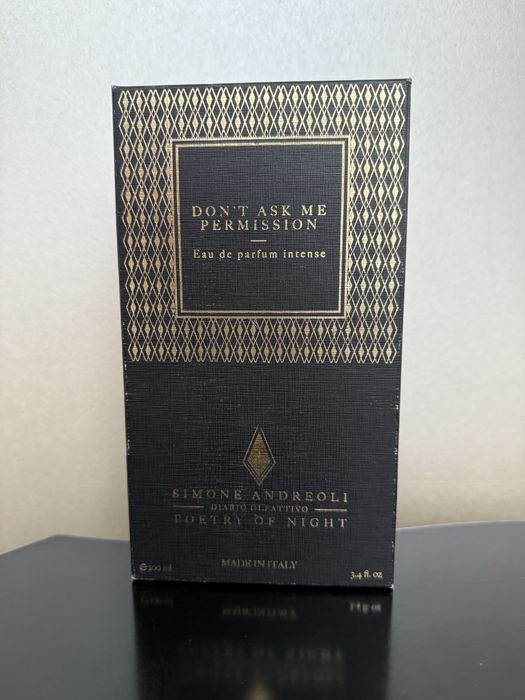 DON'T ASK ME
PERMISSION
Eau de parfum intense
SIMONE ANDREOLI
DIARIO OLFATTIVO
POETRY OF NIGHT
MADE IN ITALY
℮100 ml
3.4 fl. oz